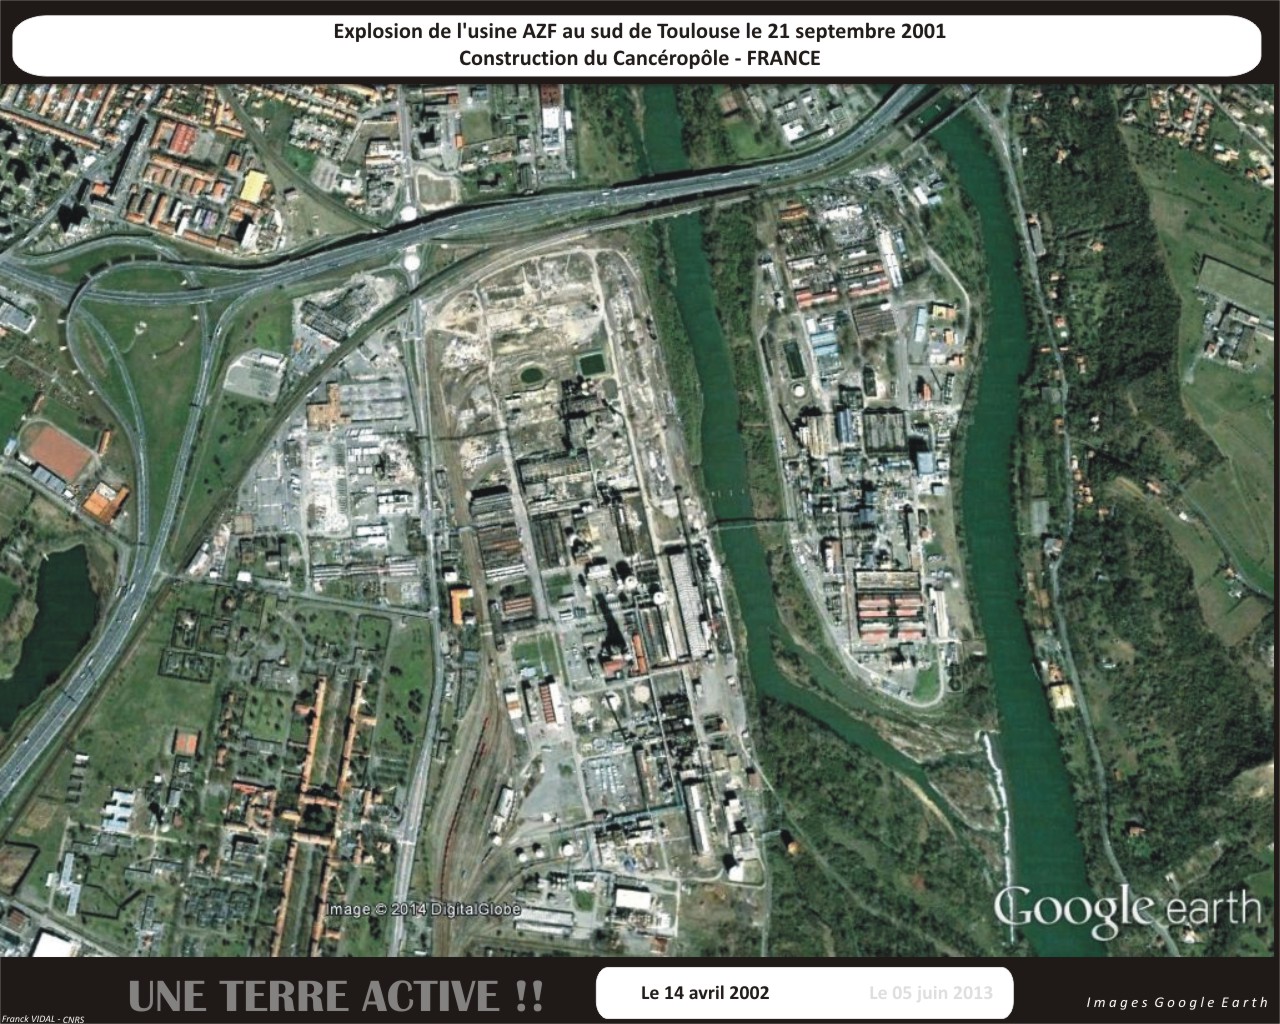 Explosion de l'usine AZF au sud de Toulouse le 21 septembre 2001
Construction du Cancéropôle - FRANCE
Image © 2014 DigitalGlobe
Google earth
UNE TERRE ACTIVE !!
Le 14 avril 2002
Le 05 juin 2013
Images Google Earth
Franck VIDAL - CNRS